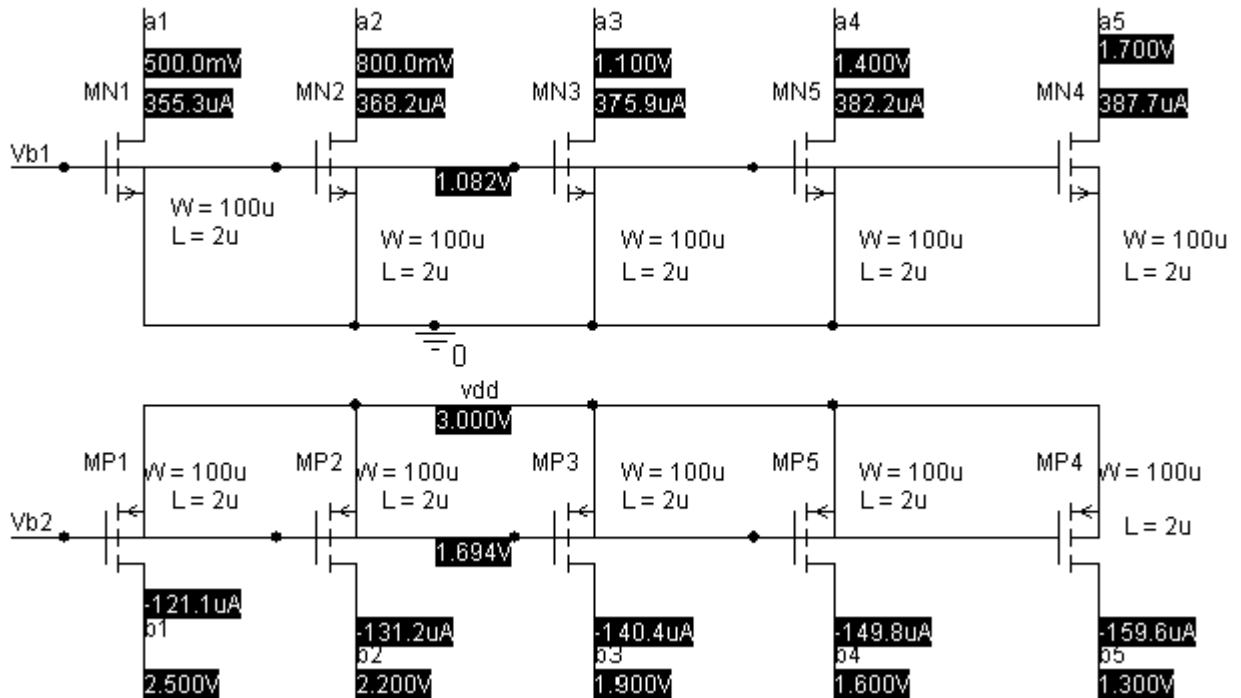 a1 a2 a3 a4 a5
500.0mV 800.0mV 1.100V 1.400V 1.700V
MN1 355.3uA MN2 368.2uA MN3 375.9uA MN5 382.2uA MN4 387.7uA
Vb1
1.082V
W = 100u
L = 2u
W = 100u
L = 2u
W = 100u
L = 2u
W = 100u
L = 2u
W = 100u
L = 2u
0
vdd
3.000V
MP1 W = 100u MP2 W = 100u MP3 W = 100u MP5 W = 100u MP4 W = 100u
L = 2u L = 2u L = 2u L = 2u L = 2u
Vb2
1.694V
-121.1uA
b1
-131.2uA -140.4uA -149.8uA -159.6uA
b2 b3 b4 b5
2.500V 2.200V 1.900V 1.600V 1.300V